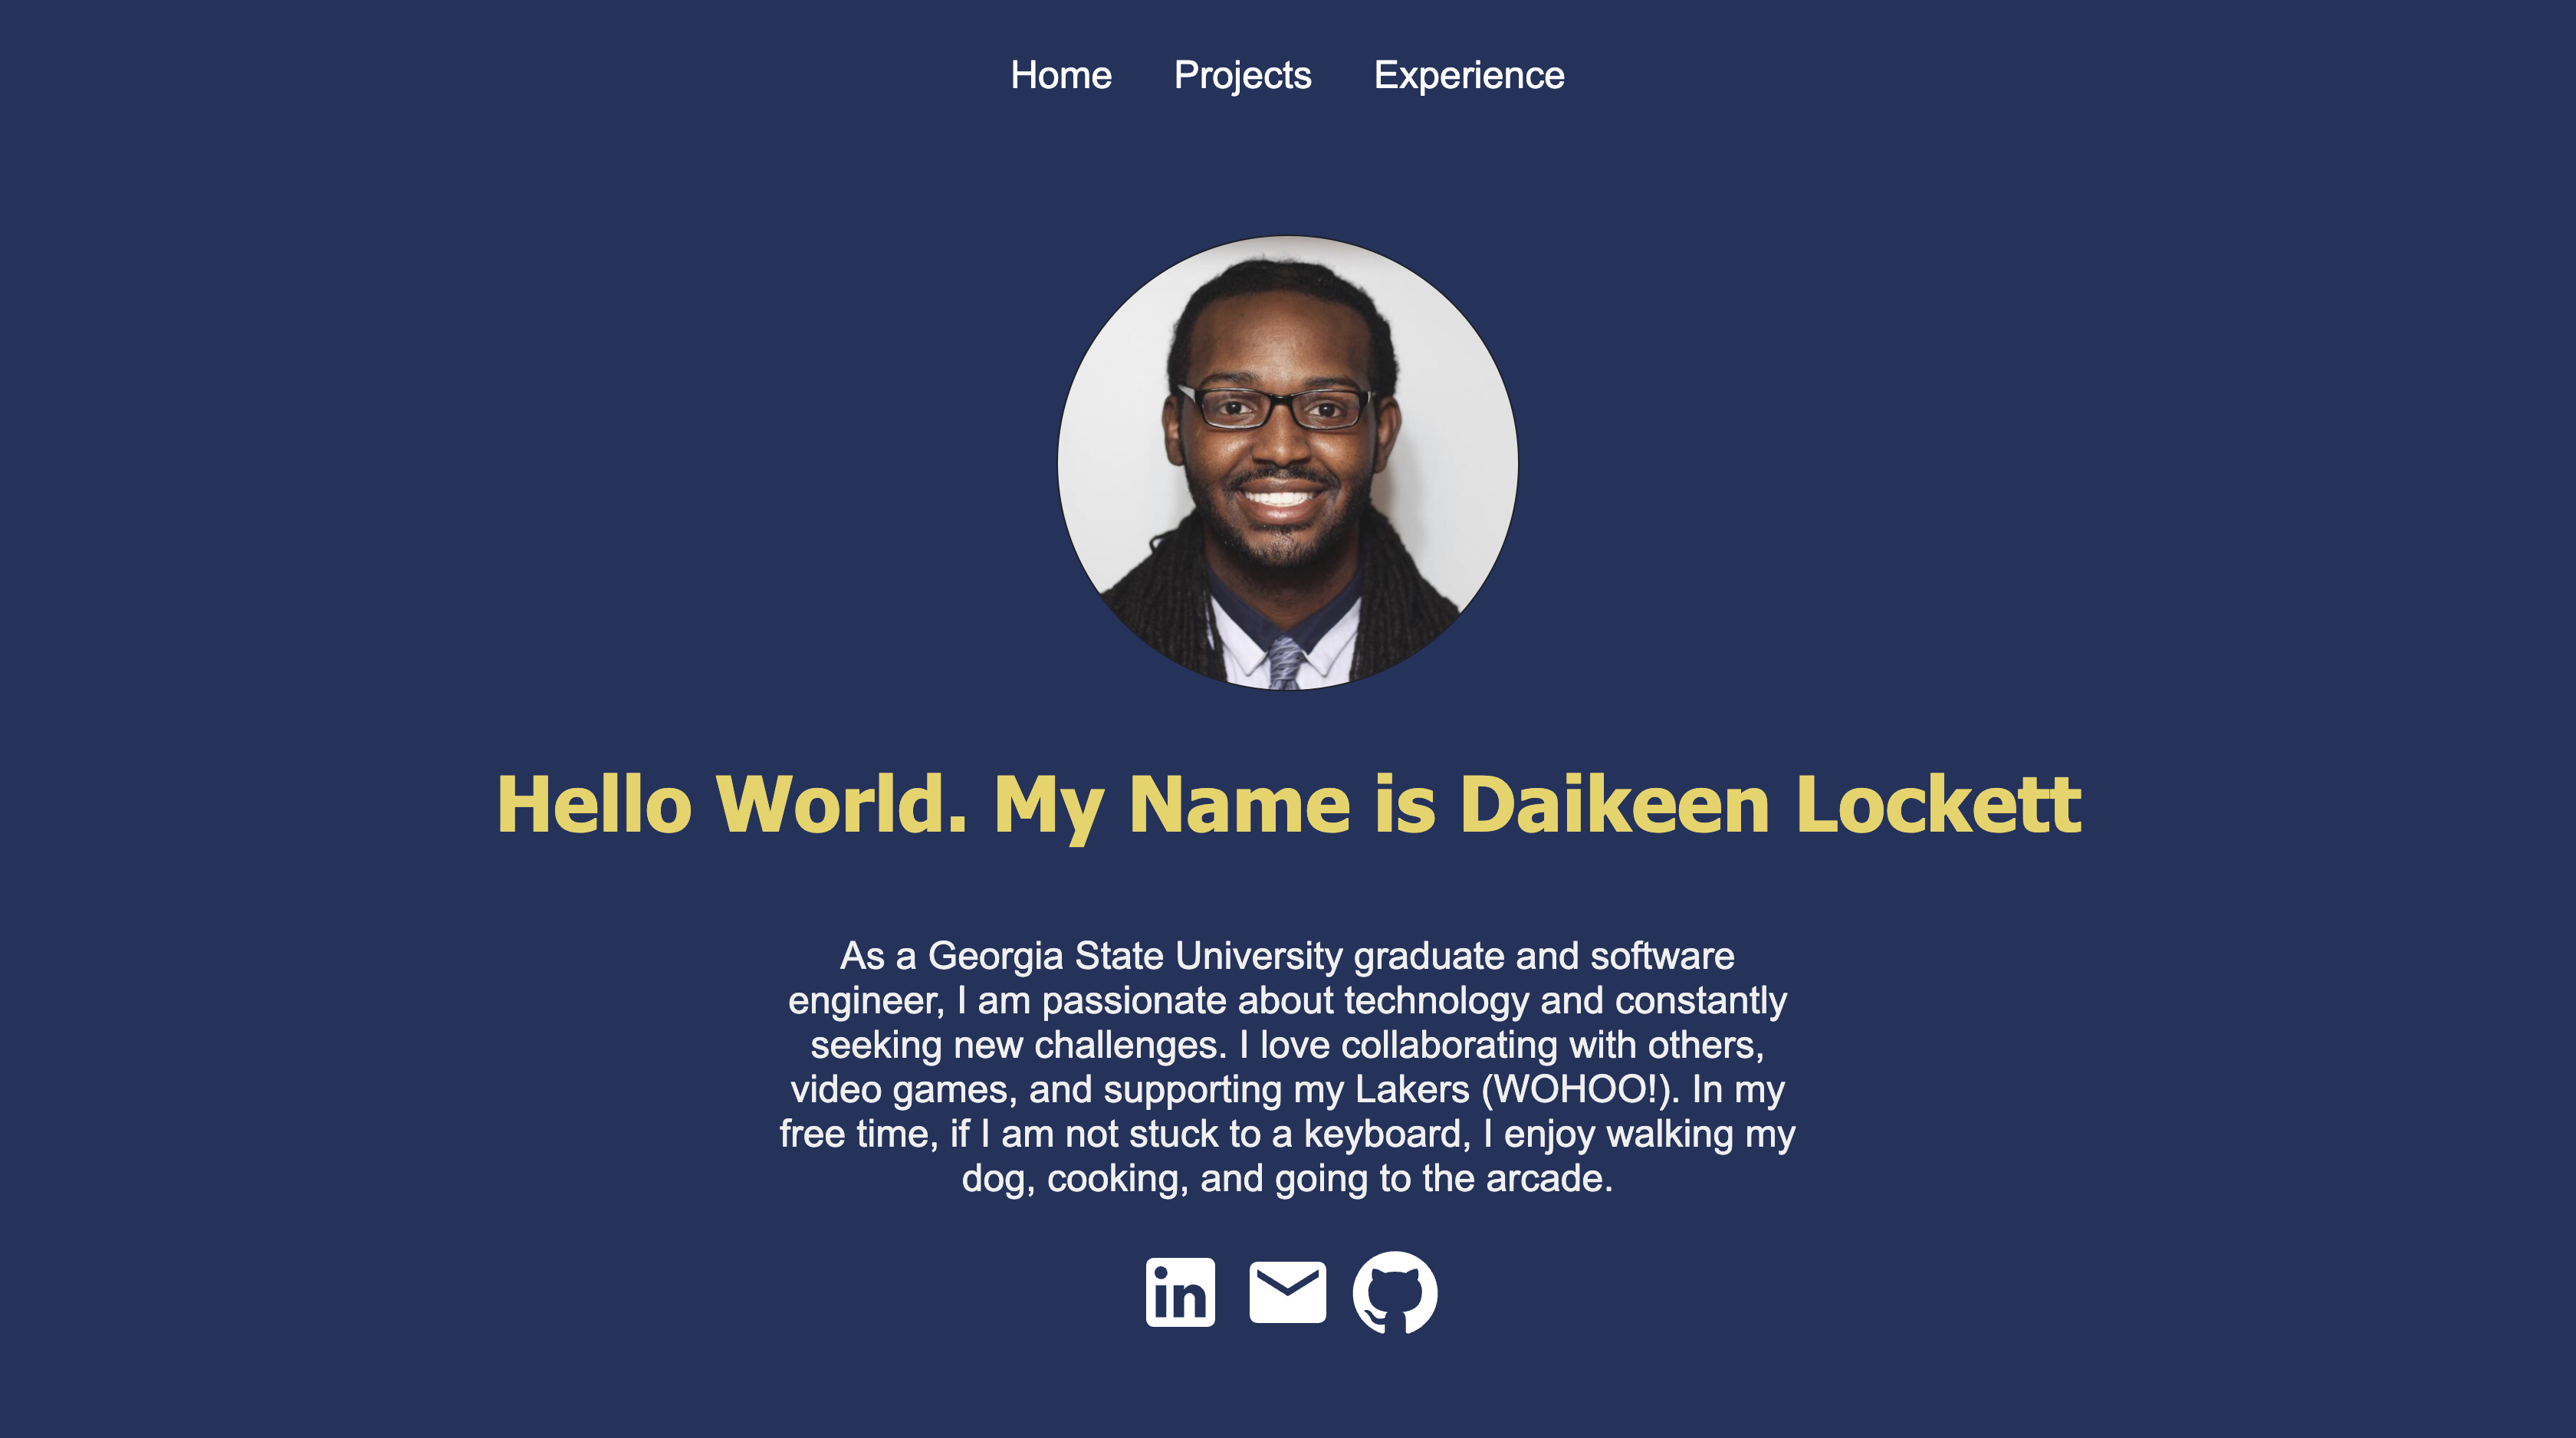 Home Projects Experience
Hello World. My Name is Daikeen Lockett
As a Georgia State University graduate and software
engineer, I am passionate about technology and constantly
seeking new challenges. I love collaborating with others,
video games, and supporting my Lakers (WOHOO!). In my
free time, if I am not stuck to a keyboard, I enjoy walking my
dog, cooking, and going to the arcade.
in